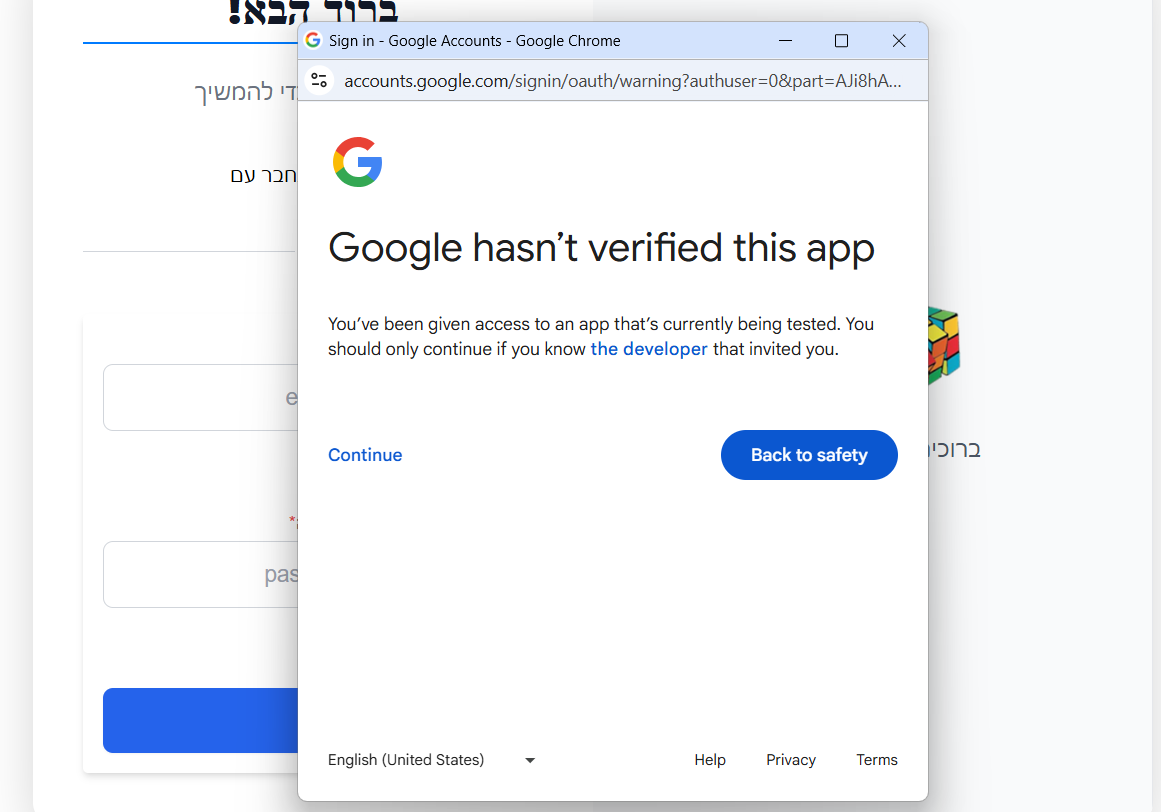 ברוך הבא!
Sign in - Google Accounts - Google Chrome
accounts.google.com/signin/oauth/warning?authuser=0&part=AJi8hA...
די להמשיך
חבר עם
Google hasn’t verified this app
You’ve been given access to an app that’s currently being tested. You
should only continue if you know the developer that invited you.
Continue
Back to safety
*
English (United States)
Help
Privacy
Terms